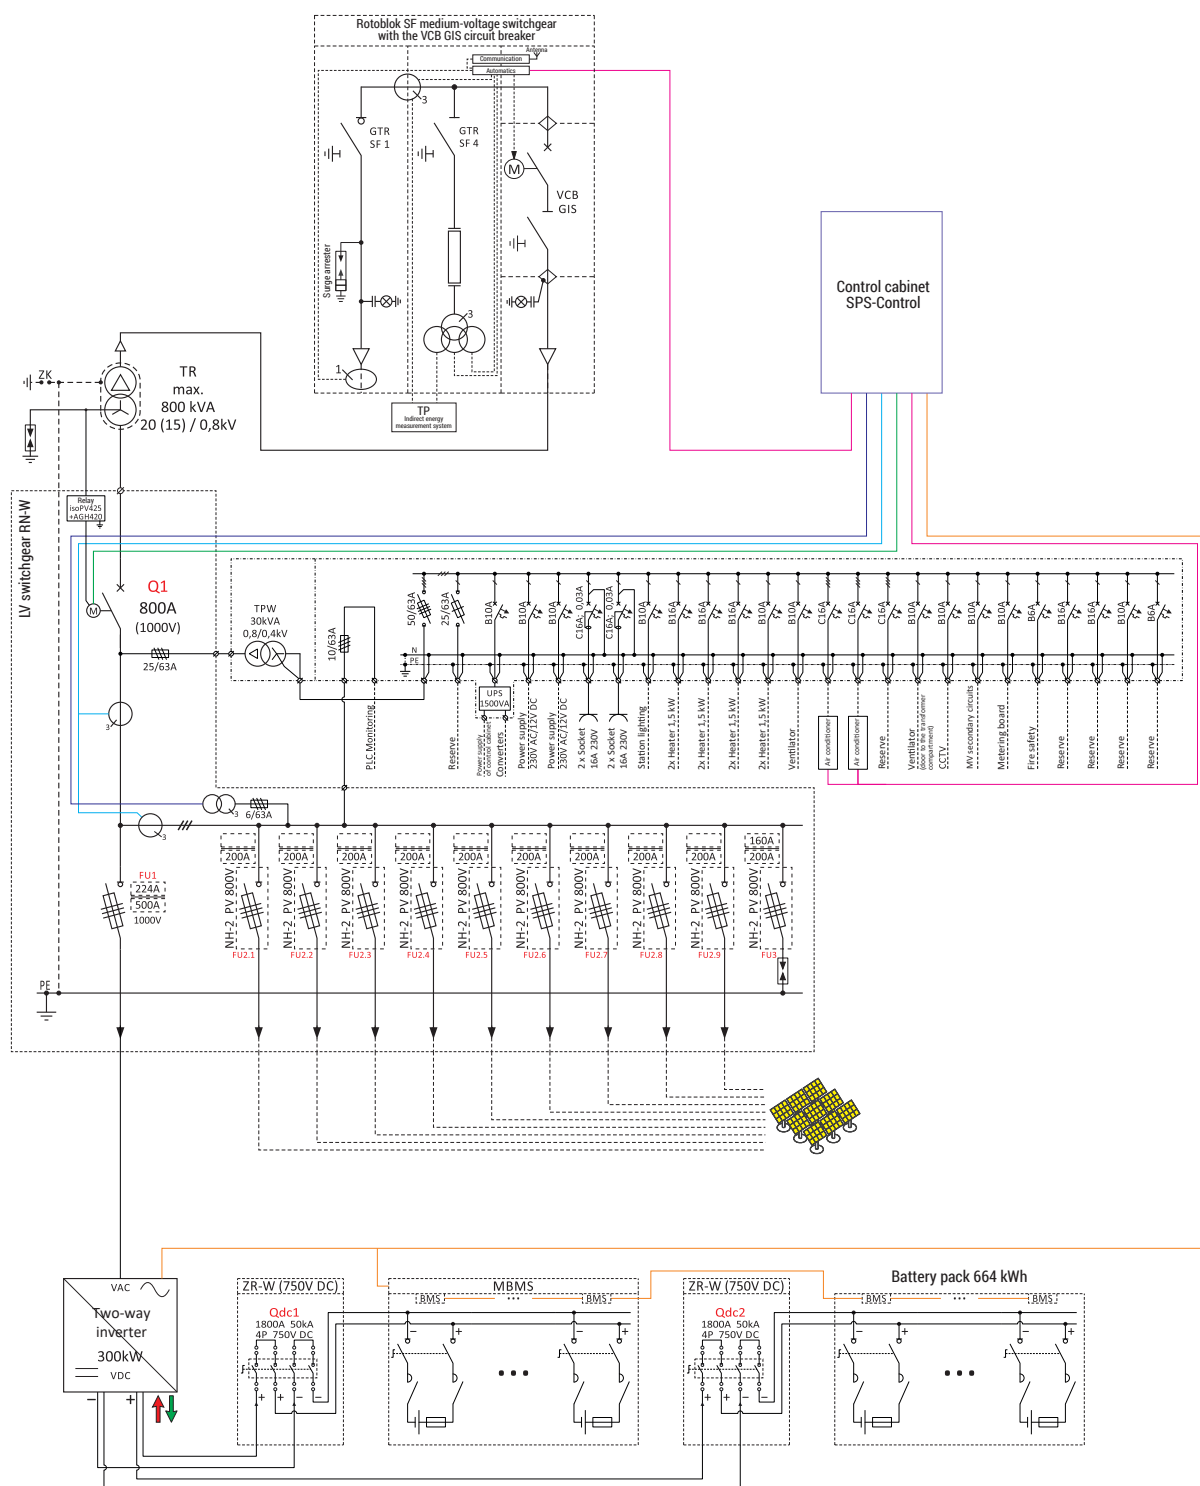 Rotoblok SF medium-voltage switchgear
with the VCB GIS circuit breaker
Antenna
Communication
Automatics
3
GTR
SF 1
GTR
SF 4
M
VCB
GIS
Surge arrester
3
1
TP
Indirect energy
measurement system
Control cabinet
SPS-Control
ZK
TR
max.
800 kVA
20 (15) / 0,8kV
LV switchgear RN-W
Relay
isoPV425
+AGH420
M
Q1
800A
(1000V)
25/63A
3
TPW
30kVA
0,8/0,4kV
10/63A
50/63A
25/63A
B10A
B10A
B10A
C16A; 0,03A
C16A; 0,03A
B10A
B16A
B16A
B16A
B16A
B10A
C16A
C16A
C16A
B10A
B10A
B10A
B10A
B6A
B16A
B16A
B10A
B6A
N
PE
PLC Monitoring
Reserve
UPS
1500VA
Power supply
of control cabinet
Converters
Power supply
230V AC/12V DC
Power supply
230V AC/12V DC
2 x Socket
16A 230V
2 x Socket
16A 230V
Station lighting
2x Heater 1,5 kW
2x Heater 1,5 kW
2x Heater 1,5 kW
2x Heater 1,5 kW
Ventilator
Air conditioner
Air conditioner
Reserve
Ventilator
(door to the transformer
compartment)
CCTV
MV secondary circuits
Metering board
Fire safety
Reserve
Reserve
Reserve
Reserve
3
6/63A
3
FU1
224A
500A
1000V
200A
NH-2 PV 800V
FU2.1
200A
NH-2 PV 800V
FU2.2
200A
NH-2 PV 800V
FU2.3
200A
NH-2 PV 800V
FU2.4
200A
NH-2 PV 800V
FU2.5
200A
NH-2 PV 800V
FU2.6
200A
NH-2 PV 800V
FU2.7
200A
NH-2 PV 800V
FU2.8
200A
NH-2 PV 800V
FU2.9
160A
200A
NH-2 PV 800V
FU3
PE
VAC
Two-way
inverter
300kW
VDC
− +
ZR-W (750V DC)
Qdc1
1800A 50kA
4P 750V DC
+ + − −
MBMS
BMS ... BMS
− +
− +
ZR-W (750V DC)
Qdc2
1800A 50kA
4P 750V DC
+ + − −
Battery pack 664 kWh
BMS ... BMS
− +
− +